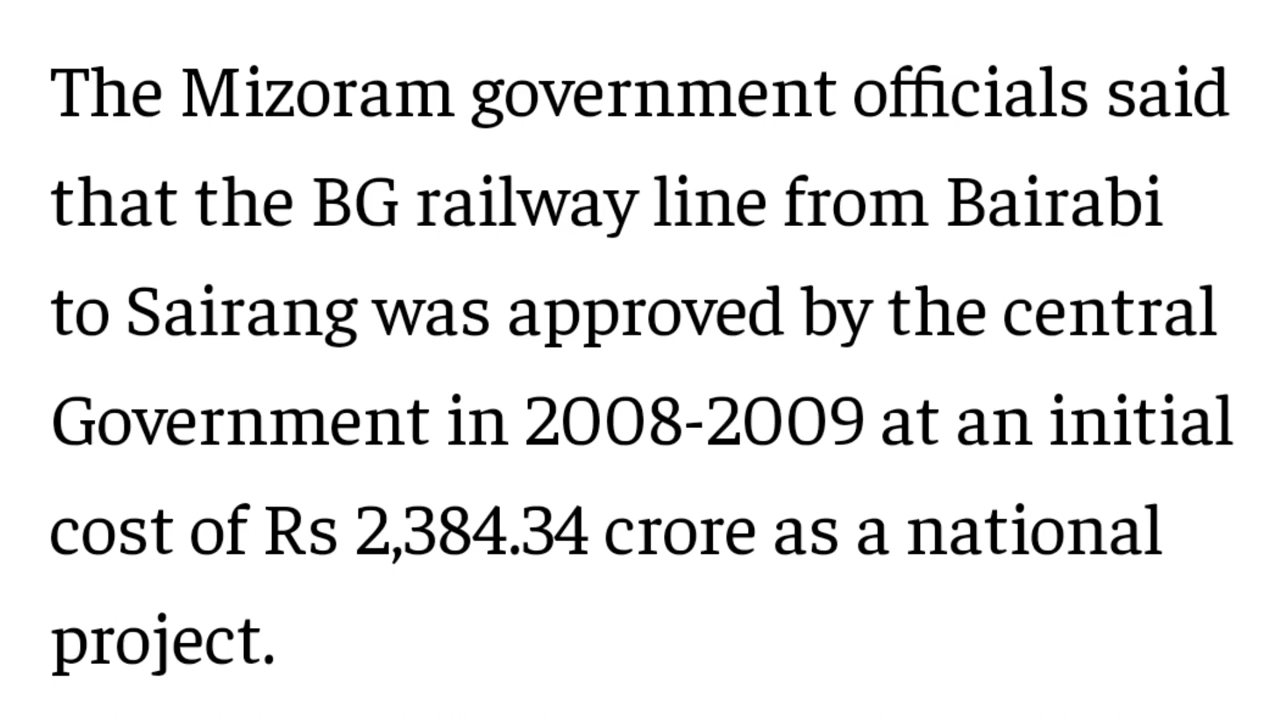 The Mizoram government officials said
that the BG railway line from Bairabi
to Sairang was approved by the central
Government in 2008-2009 at an initial
cost of Rs 2,384.34 crore as a national
project.